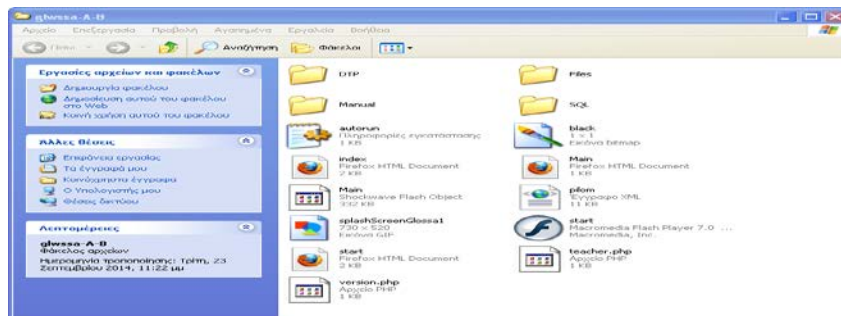 glwssa-A-B
Αρχείο Επεξεργασία Προβολή Αγαπημένα Εργαλεία Βοήθεια
Πίσω Αναζήτηση Φάκελοι
Εργασίες αρχείων και φακέλων
Δημιουργία φακέλου
Δημοσίευση αυτού του φακέλου
στο Web
Κοινή χρήση αυτού του φακέλου
Άλλες θέσεις
Επιφάνεια εργασίας
Τα έγγραφά μου
Κοινόχρηστα έγγραφα
Ο Υπολογιστής μου
Θέσεις δικτύου
Λεπτομέρειες
glwssa-A-B
Φάκελος αρχείων
Ημερομηνία τροποποίησης: Τρίτη, 23
Σεπτεμβρίου 2014, 11:22 μμ
DTP
Files
Manual
SQL
autorun
Πληροφορίες εγκατάστασης
1 KB
black
1 x 1
Εικόνα bitmap
index
Firefox HTML Document
2 KB
Main
Firefox HTML Document
1 KB
Main
Shockwave Flash Object
332 KB
pfom
Έγγραφο XML
11 KB
splashScreenGlossa1
730 x 520
Εικόνα GIF
start
Macromedia Flash Player 7.0 ...
Macromedia, Inc.
start
Firefox HTML Document
2 KB
teacher.php
Αρχείο PHP
1 KB
version.php
Αρχείο PHP
1 KB